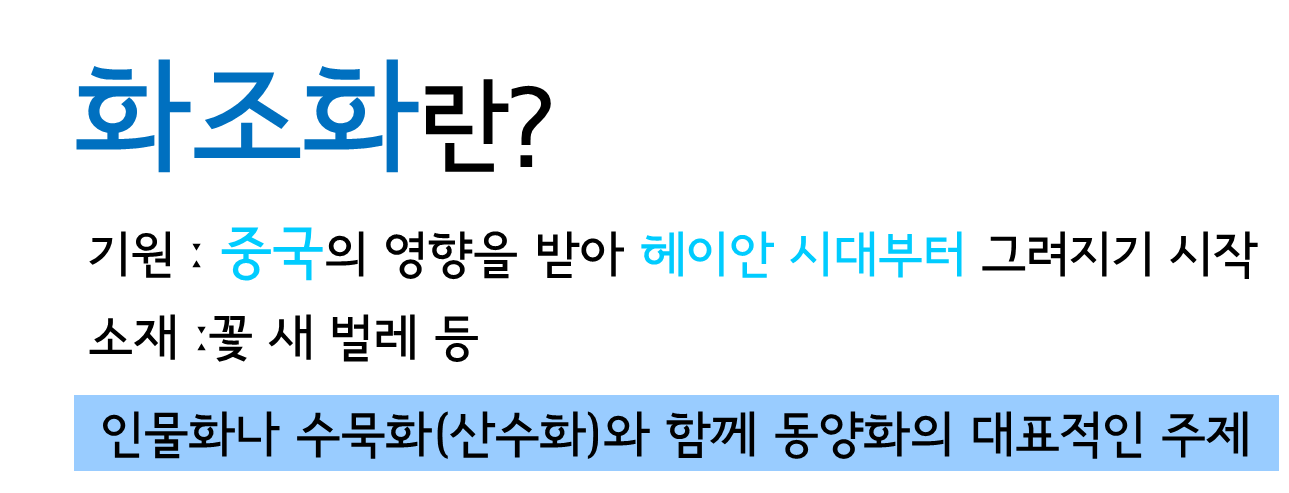 화조화란?
기원 : 중국의 영향을 받아 헤이안 시대부터 그려지기 시작
소재 :꽃 새 벌레 등
인물화나 수묵화(산수화)와 함께 동양화의 대표적인 주제